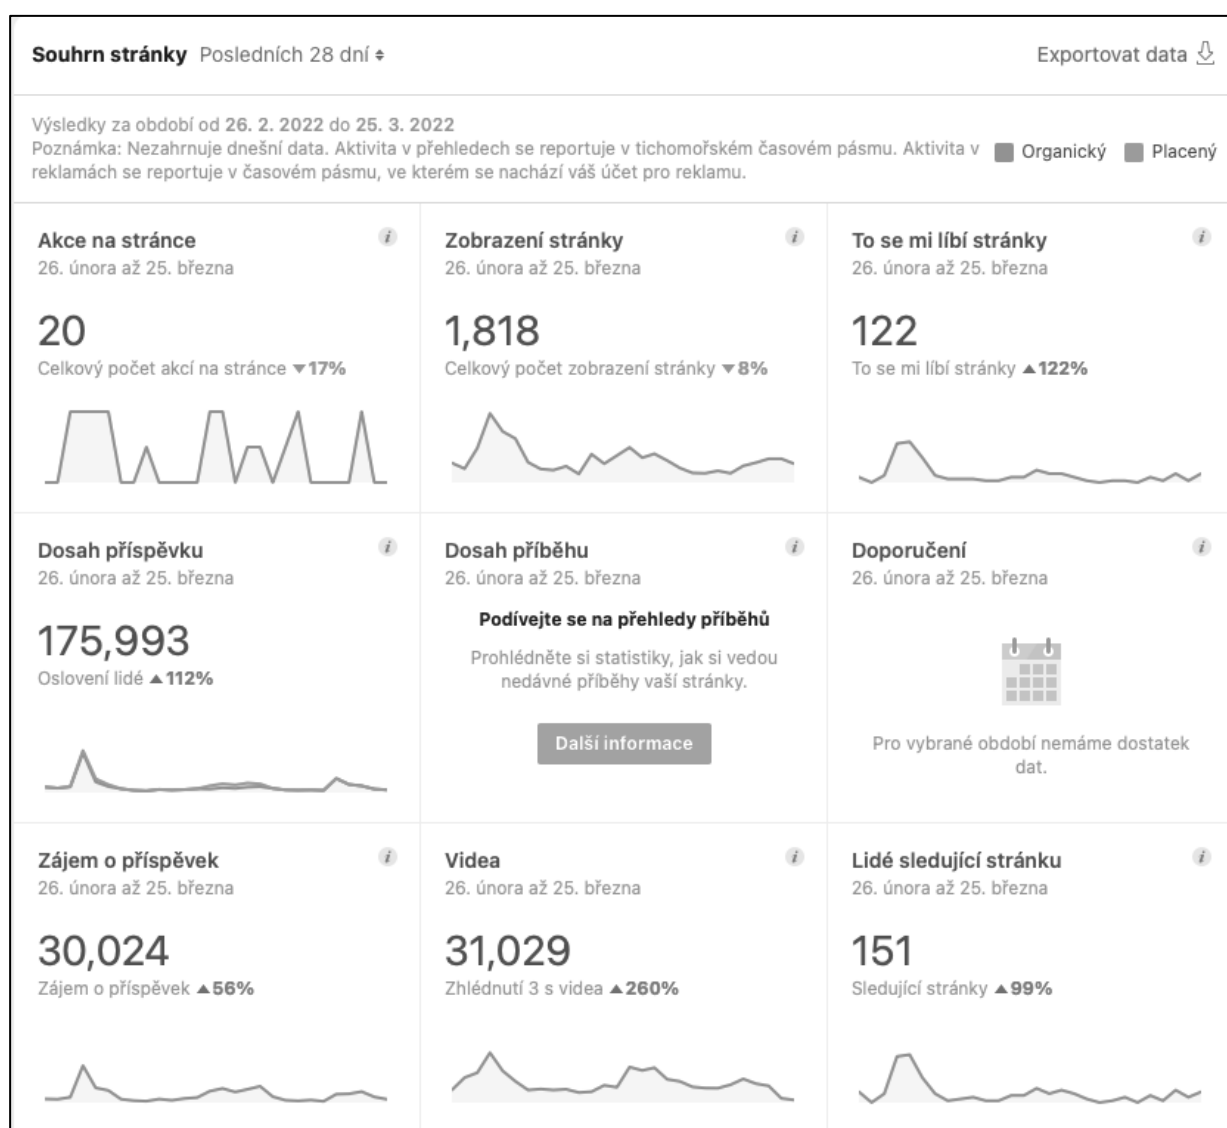 Souhrn stránky Posledních 28 dní
Exportovat data
Výsledky za období od 26. 2. 2022 do 25. 3. 2022
Poznámka: Nezahrnuje dnešní data. Aktivita v přehledech se reportuje v tichomořském časovém pásmu. Aktivita v
reklamách se reportuje v časovém pásmu, ve kterém se nachází váš účet pro reklamu.
Organický Placený
Akce na stránce
26. února až 25. března
20
Celkový počet akcí na stránce ▼17%
Zobrazení stránky
26. února až 25. března
1,818
Celkový počet zobrazení stránky ▼8%
To se mi líbí stránky
26. února až 25. března
122
To se mi líbí stránky ▲122%
Dosah příspěvku
26. února až 25. března
175,993
Oslovení lidé ▲112%
Dosah příběhu
26. února až 25. března
Podívejte se na přehledy příběhů
Prohlédněte si statistiky, jak si vedou
nedávné příběhy vaší stránky.
Další informace
Doporučení
26. února až 25. března
Pro vybrané období nemáme dostatek
dat.
Zájem o příspěvek
26. února až 25. března
30,024
Zájem o příspěvek ▲56%
Videa
26. února až 25. března
31,029
Zhlédnutí 3 s videa ▲260%
Lidé sledující stránku
26. února až 25. března
151
Sledující stránky ▲99%